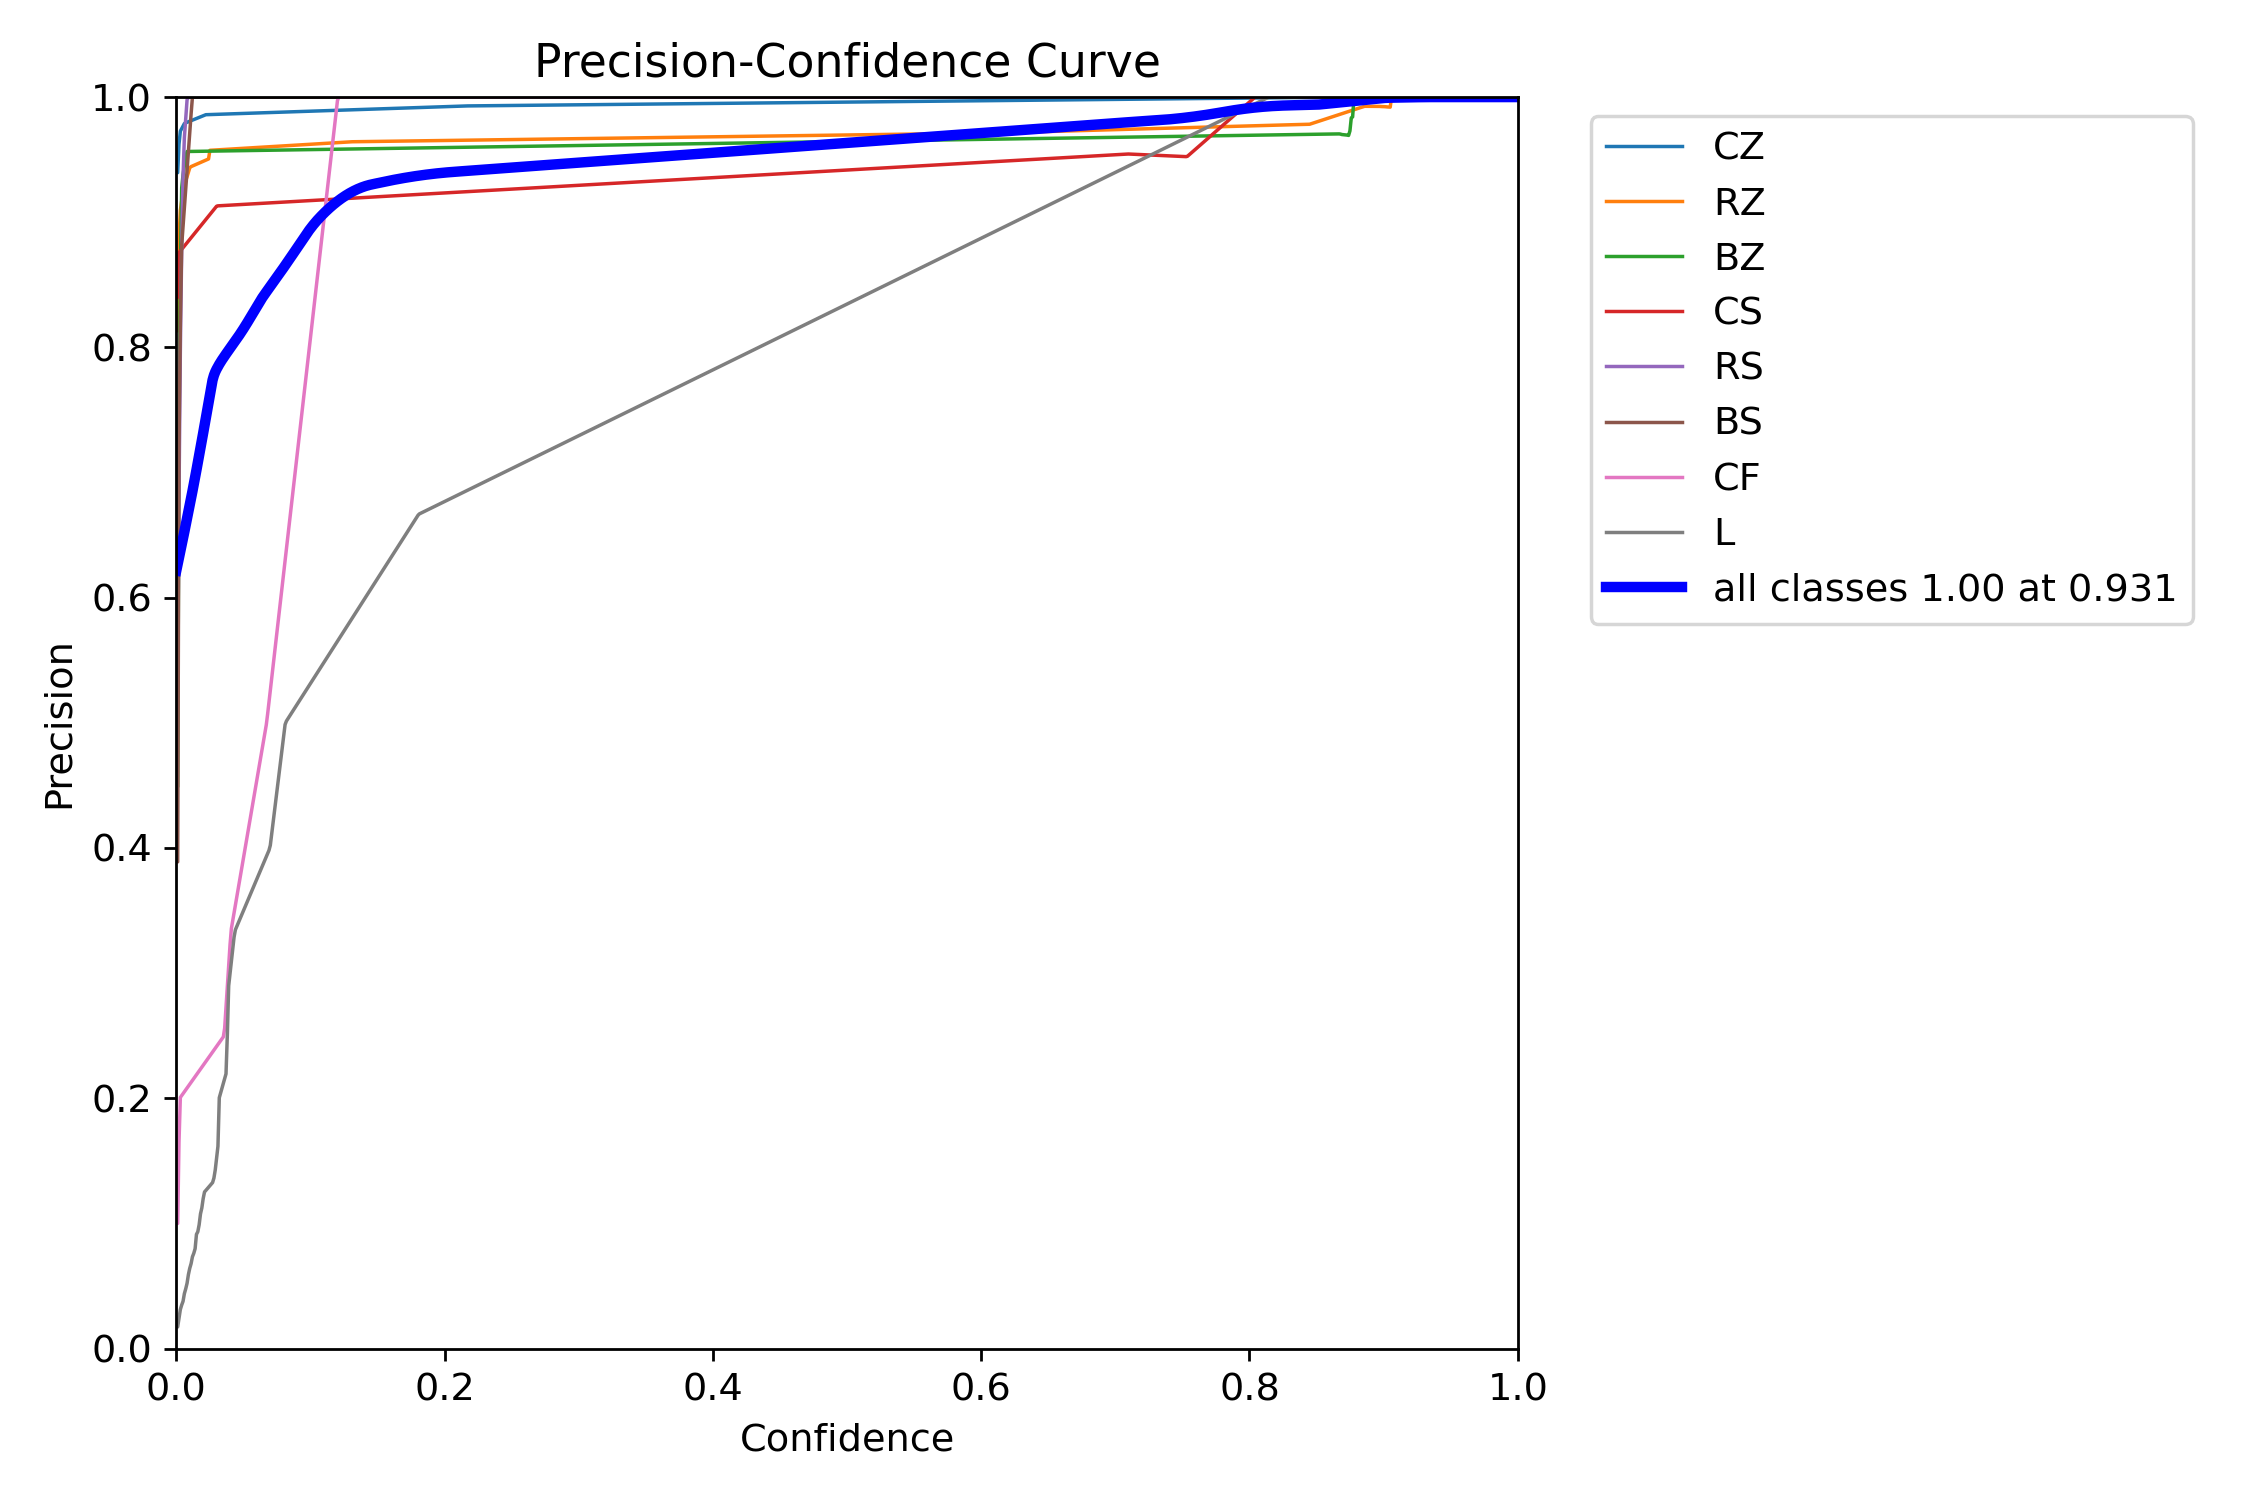 Precision-Confidence Curve
1.0
0.8
0.6
0.4
0.2
0.0
Precision
0.0 0.2 0.4 0.6 0.8 1.0
Confidence
CZ
RZ
BZ
CS
RS
BS
CF
L
all classes 1.00 at 0.931